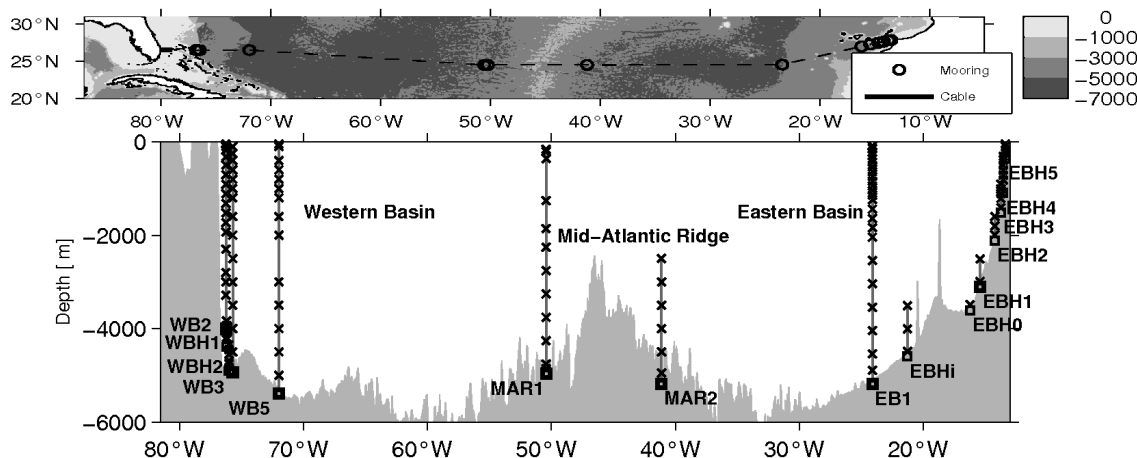 30°N
25°N
20°N
0
−1000
−3000
−5000
−7000
Mooring
Cable
80°W 70°W 60°W 50°W 40°W 30°W 20°W 10°W
0
−2000
−4000
−6000
Depth [ m]
Western Basin
Mid−Atlantic Ridge
Eastern Basin
EBH5
EBH4
EBH3
EBH2
EBH1
EBH0
EBHi
EB1
WB2
WBH1
WBH2
WB3
WB5
MAR1
MAR2
80°W 70°W 60°W 50°W 40°W 30°W 20°W